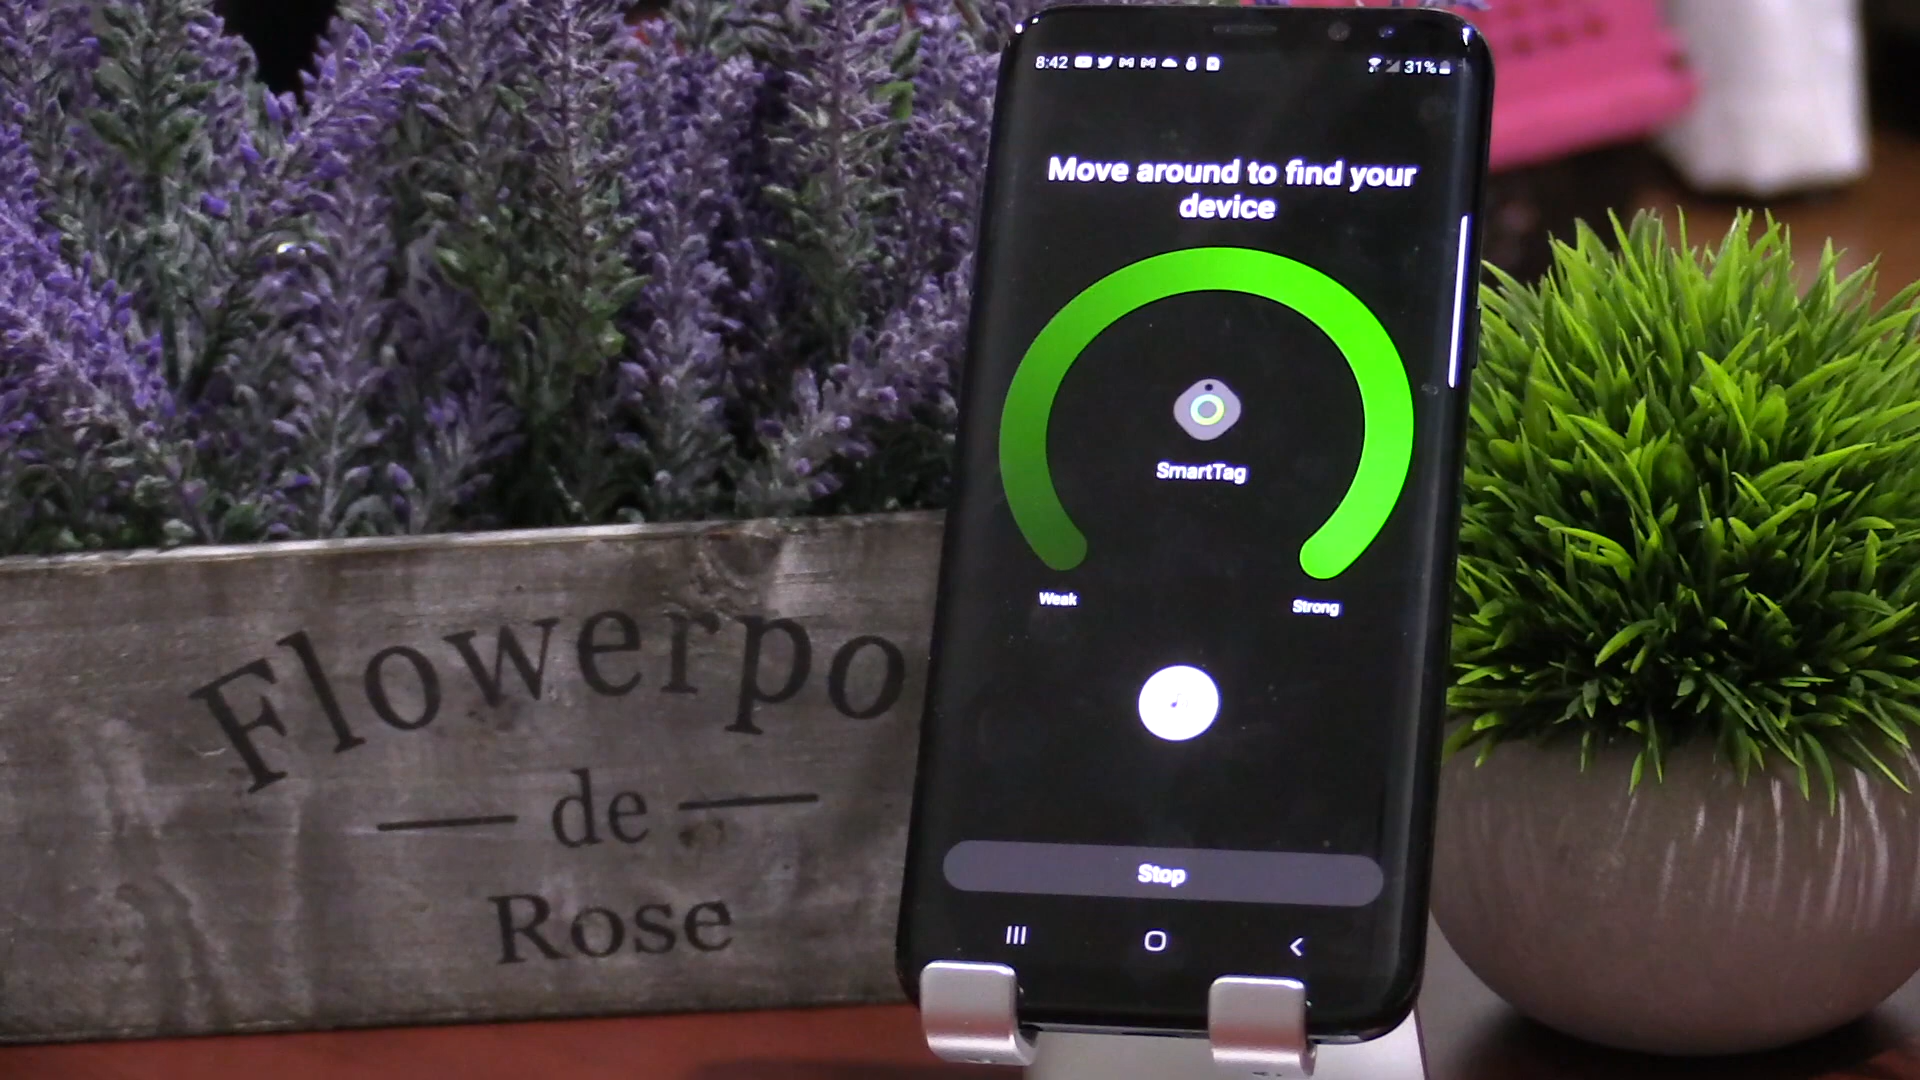 8:42
31%
Move around to find your
device
SmartTag
Weak
Strong
Stop
Flowerpo
de
Rose